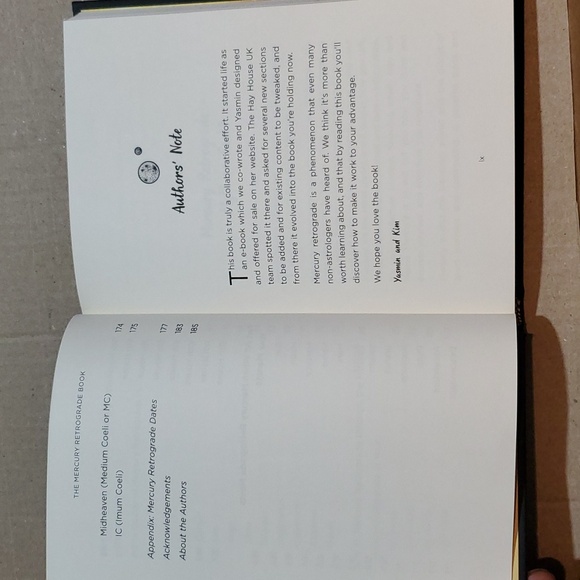 THE MERCURY RETROGRADE BOOK
Midheaven (Medium Coeli or MC) 174
IC (Imum Coeli) 175
Appendix: Mercury Retrograde Dates 177
Acknowledgements 183
About the Authors 185
Authors' Note
This book is truly a collaborative effort. It started life as
an e-book which we co-wrote and Yasmin designed
and offered for sale on her website. The Hay House UK
team spotted it there and asked for several new sections
to be added and for existing content to be tweaked, and
from there it evolved into the book you're holding now.
Mercury retrograde is a phenomenon that even many
non-astrologers have heard of. We think it's more than
worth learning about, and that by reading this book you'll
discover how to make it work to your advantage.
We hope you love the book!
Yasmin and Kim
ix